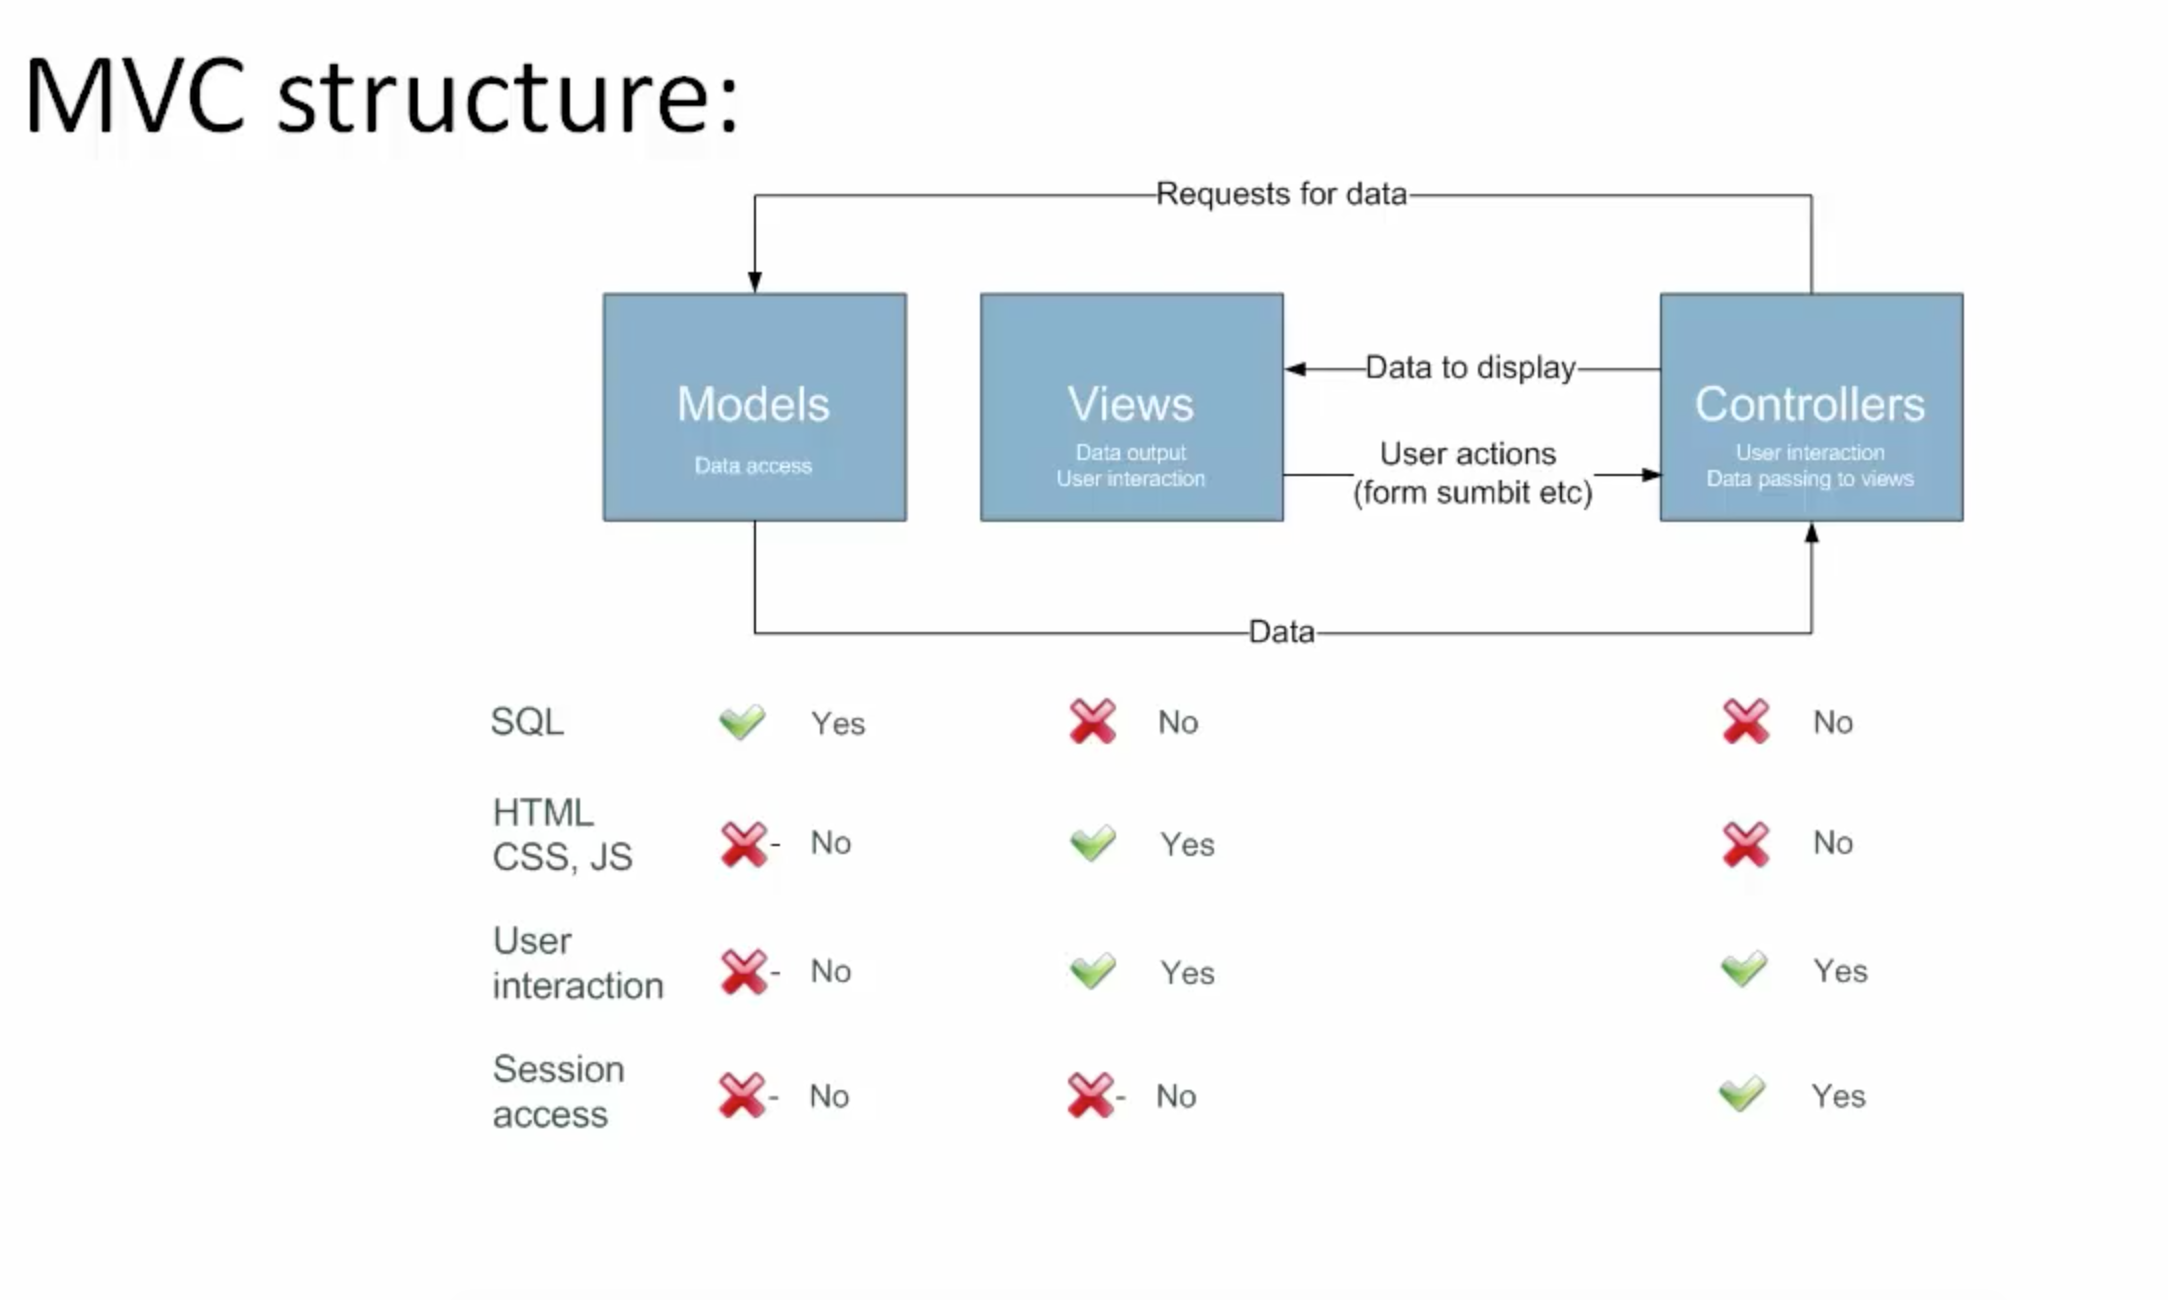 MVC structure:
Requests for data
Models
Data access
Views
Data output
User interaction
Data to display
User actions
(form sumbit etc)
Controllers
User interaction
Data passing to views
Data
SQL Yes No No
HTML
CSS, JS - No Yes No
User
interaction - No Yes Yes
Session
access - No - No Yes